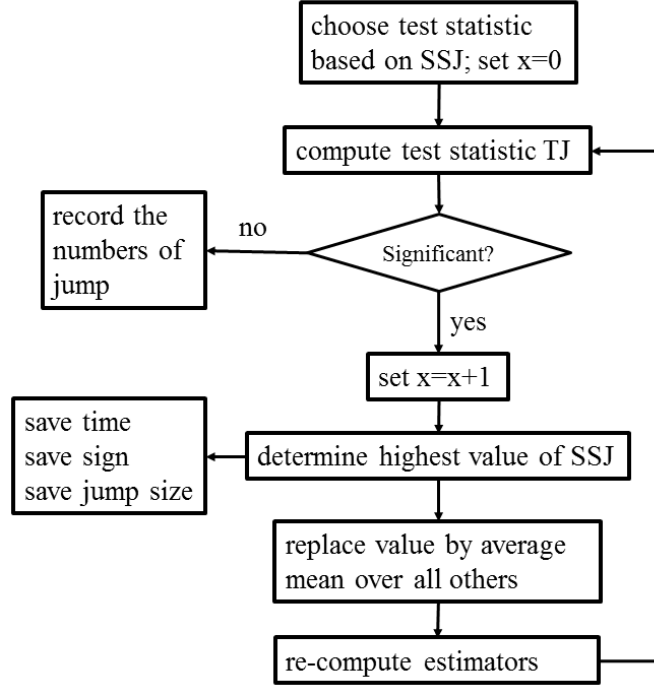 choose test statistic
based on SSJ; set x=0
compute test statistic TJ
record the
numbers of
jump
no
Significant?
yes
set x=x+1
save time
save sign
save jump size
determine highest value of SSJ
replace value by average
mean over all others
re-compute estimators